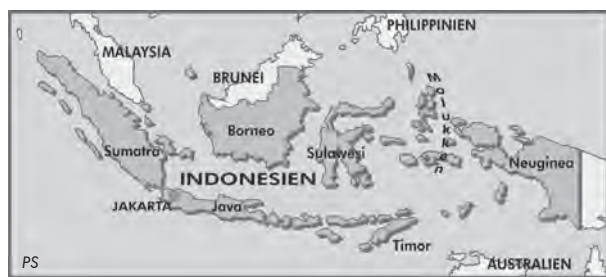 PHILIPPINIEN
MALAYSIA
BRUNEI
Molukken
Borneo
Sumatra
Sulawesi
Neuginea
INDONESIEN
JAKARTA
Java
Timor
PS
AUSTRALIEN